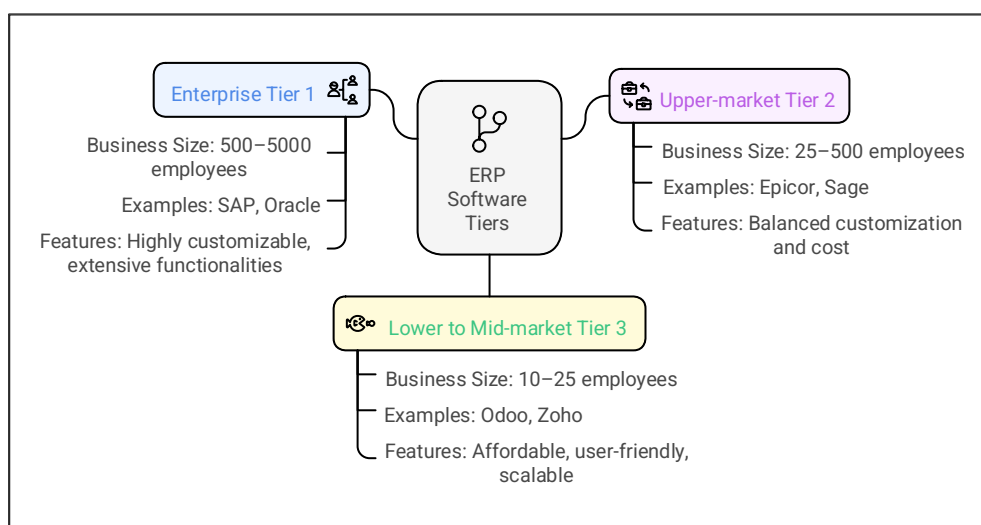 Enterprise Tier 1
Business Size: 500–5000
employees
Examples: SAP, Oracle
Features: Highly customizable,
extensive functionalities
ERP
Software
Tiers
Upper-market Tier 2
Business Size: 25–500 employees
Examples: Epicor, Sage
Features: Balanced customization
and cost
Lower to Mid-market Tier 3
Business Size: 10–25 employees
Examples: Odoo, Zoho
Features: Affordable, user-friendly,
scalable